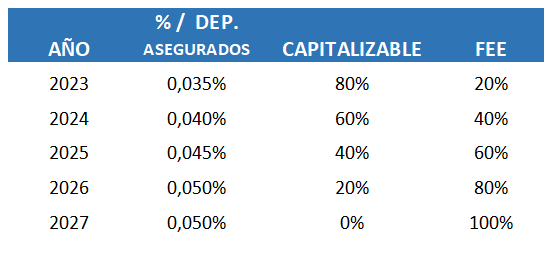 % / DEP.
AÑO ASEGURADOS CAPITALIZABLE FEE
2023 0,035% 80% 20%
2024 0,040% 60% 40%
2025 0,045% 40% 60%
2026 0,050% 20% 80%
2027 0,050% 0% 100%